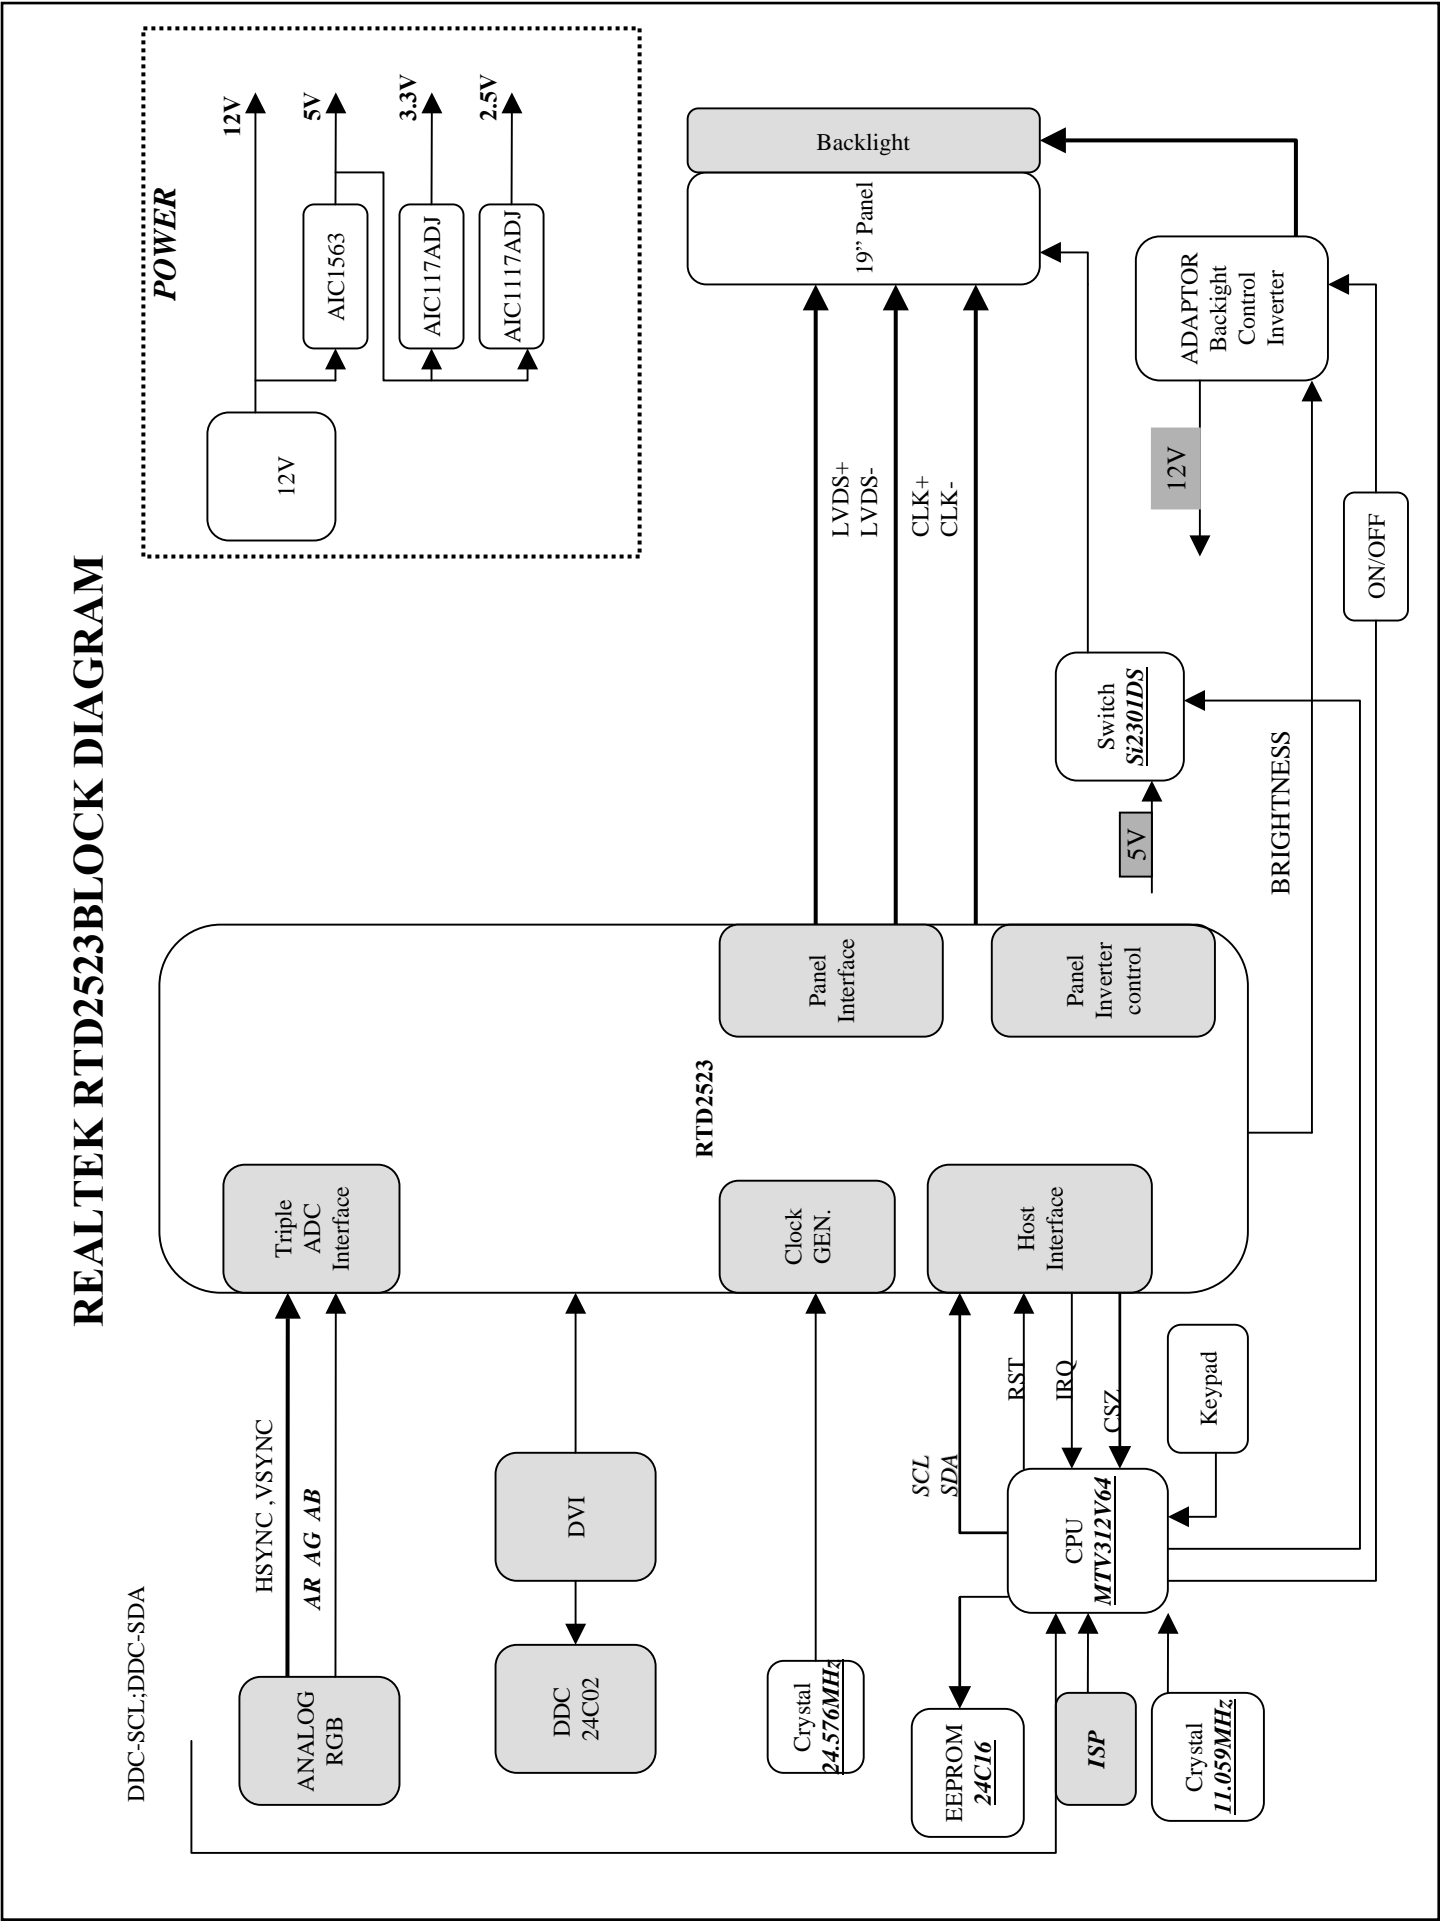 REALTEK RTD2523BLOCK DIAGRAM
DDC-SCL;DDC-SDA
HSYNC ,VSYNC
AR AG AB
ANALOG
RGB
Triple
ADC
Interface
POWER
12V
12V
AIC1563
5V
AIC117ADJ
3.3V
AIC1117ADJ
2.5V
DDC
24C02
DVI
RTD2523
Crystal
24.576MHz
Clock
GEN.
Panel
Interface
LVDS+
LVDS-
CLK+
CLK-
19” Panel
Backlight
EEPROM
24C16
SCL
SDA
RST
IRQ
CSZ
Host
Interface
Panel
Inverter
control
ISP
CPU
MTV312V64
Keypad
Crystal
11.059MHz
5V
Switch
Si2301DS
12V
ADAPTOR
Backight
Control
Inverter
BRIGHTNESS
ON/OFF